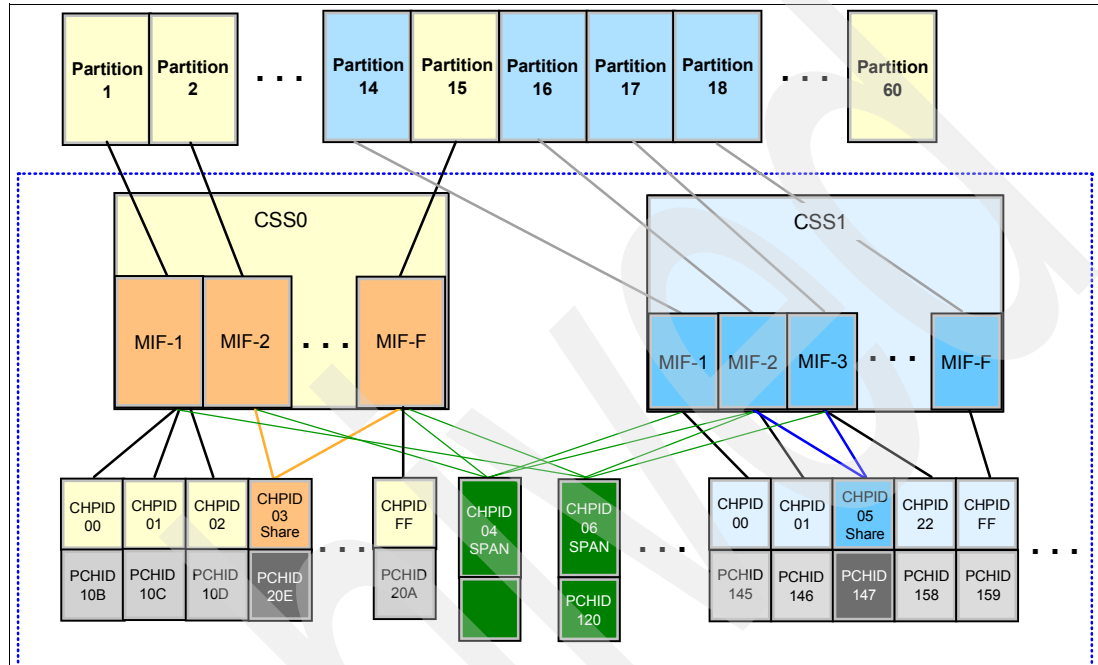 Partition 1
Partition 2
. . .
Partition 14
Partition 15
Partition 16
Partition 17
Partition 18
. . .
Partition 60
CSS0
CSS1
MIF-1
MIF-2
. . .
MIF-F
MIF-1
MIF-2
MIF-3
. . .
MIF-F
CHPID 00
CHPID 01
CHPID 02
CHPID 03 Share
. . .
CHPID FF
CHPID 04 SPAN
CHPID 06 SPAN
. . .
CHPID 00
CHPID 01
CHPID 05 Share
CHPID 22
CHPID FF
. . .
PCHID 10B
PCHID 10C
PCHID 10D
PCHID 20E
PCHID 20A
PCHID 120
PCHID 145
PCHID 146
PCHID 147
PCHID 158
PCHID 159